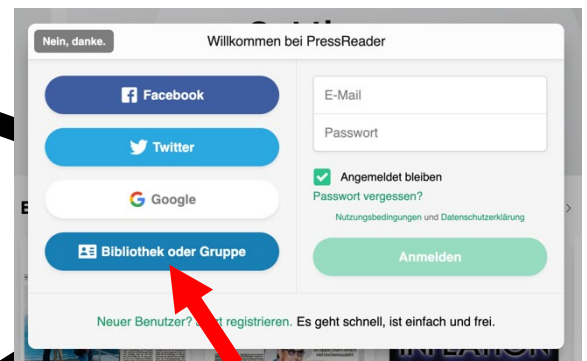 Nein, danke.
Willkommen bei PressReader
Facebook
Twitter
Google
Bibliothek oder Gruppe
E-Mail
Passwort
Angemeldet bleiben
Passwort vergessen?
Nutzungsbedingungen und Datenschutzerklärung
Anmelden
Neuer Benutzer? registrieren. Es geht schnell, ist einfach und frei.
INFLATION